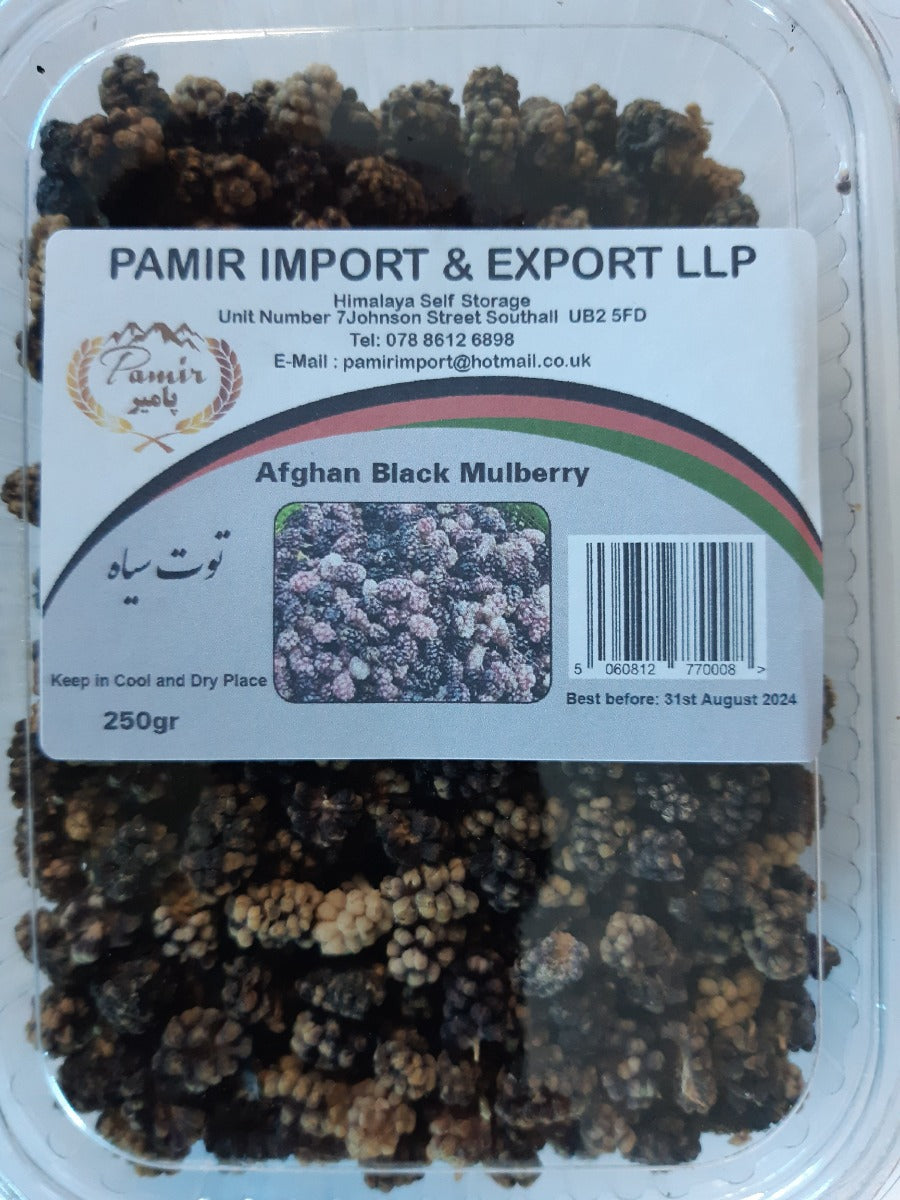 PAMIR IMPORT & EXPORT LLP
Himalaya Self Storage
Unit Number 7Johnson Street Southall UB2 5FD
Tel: 078 8612 6898
E-Mail : pamirimport@hotmail.co.uk
Pamir
پامیر
Afghan Black Mulberry
توت سیاه
5 060812 770008 >
Keep in Cool and Dry Place
Best before: 31st August 2024
250gr